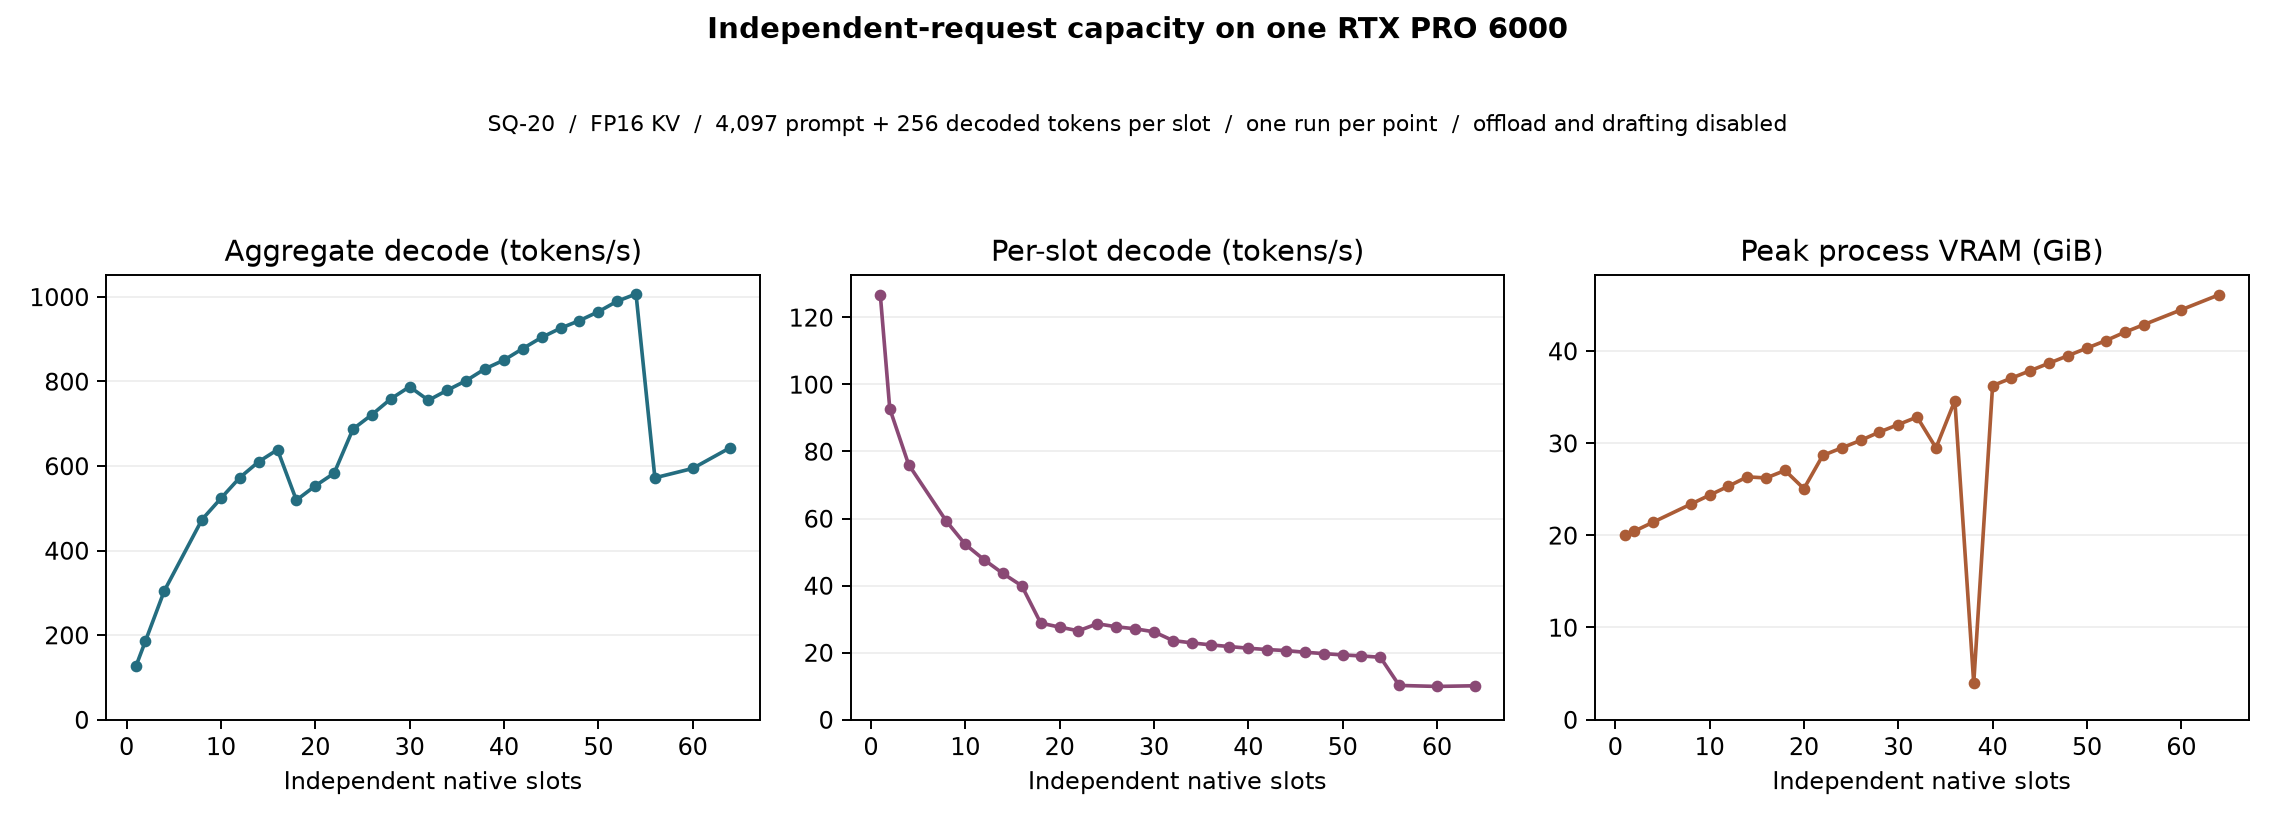 Independent-request capacity on one RTX PRO 6000
SQ-20 / FP16 KV / 4,097 prompt + 256 decoded tokens per slot / one run per point / offload and drafting disabled
Aggregate decode (tokens/s)
1000
800
600
400
200
0
0 10 20 30 40 50 60
Independent native slots
Per-slot decode (tokens/s)
120
100
80
60
40
20
0
0 10 20 30 40 50 60
Independent native slots
Peak process VRAM (GiB)
40
30
20
10
0
0 10 20 30 40 50 60
Independent native slots